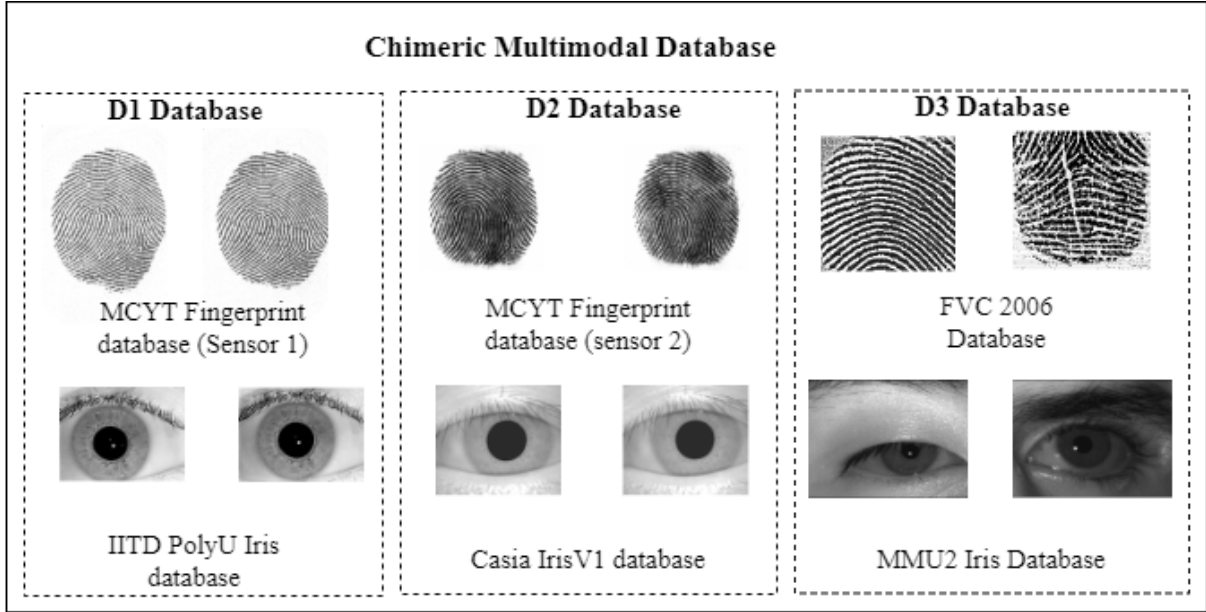 Chimeric Multimodal Database
D1 Database
MCYT Fingerprint
database (Sensor 1)
IITD PolyU Iris
database
D2 Database
MCYT Fingerprint
database (sensor 2)
Casia IrisV1 database
D3 Database
FVC 2006
Database
MMU2 Iris Database